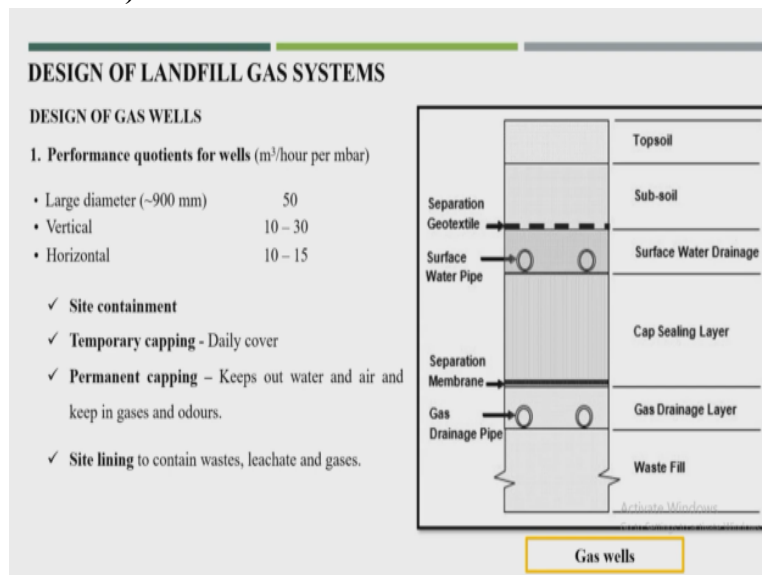 DESIGN OF LANDFILL GAS SYSTEMS
DESIGN OF GAS WELLS
1. Performance quotients for wells (m³/hour per mbar)
• Large diameter (~900 mm) 50
• Vertical 10 – 30
• Horizontal 10 – 15
✓ Site containment
✓ Temporary capping - Daily cover
✓ Permanent capping – Keeps out water and air and
keep in gases and odours.
✓ Site lining to contain wastes, leachate and gases.
Topsoil
Sub-soil
Separation
Geotextile
Surface Water Drainage
Surface
Water Pipe
Cap Sealing Layer
Separation
Membrane
Gas Drainage Layer
Gas
Drainage Pipe
Waste Fill
Activate Windows
Gas wells